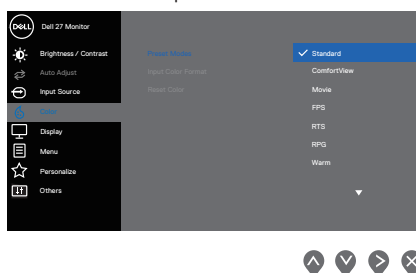 DELL
Dell 27 Monitor
Brightness / Contrast
Auto Adjust
Input Source
Color
Display
Menu
Personalize
Others
Preset Modes
Input Color Format
Reset Color
Standard
ComfortView
Movie
FPS
RTS
RPG
Warm